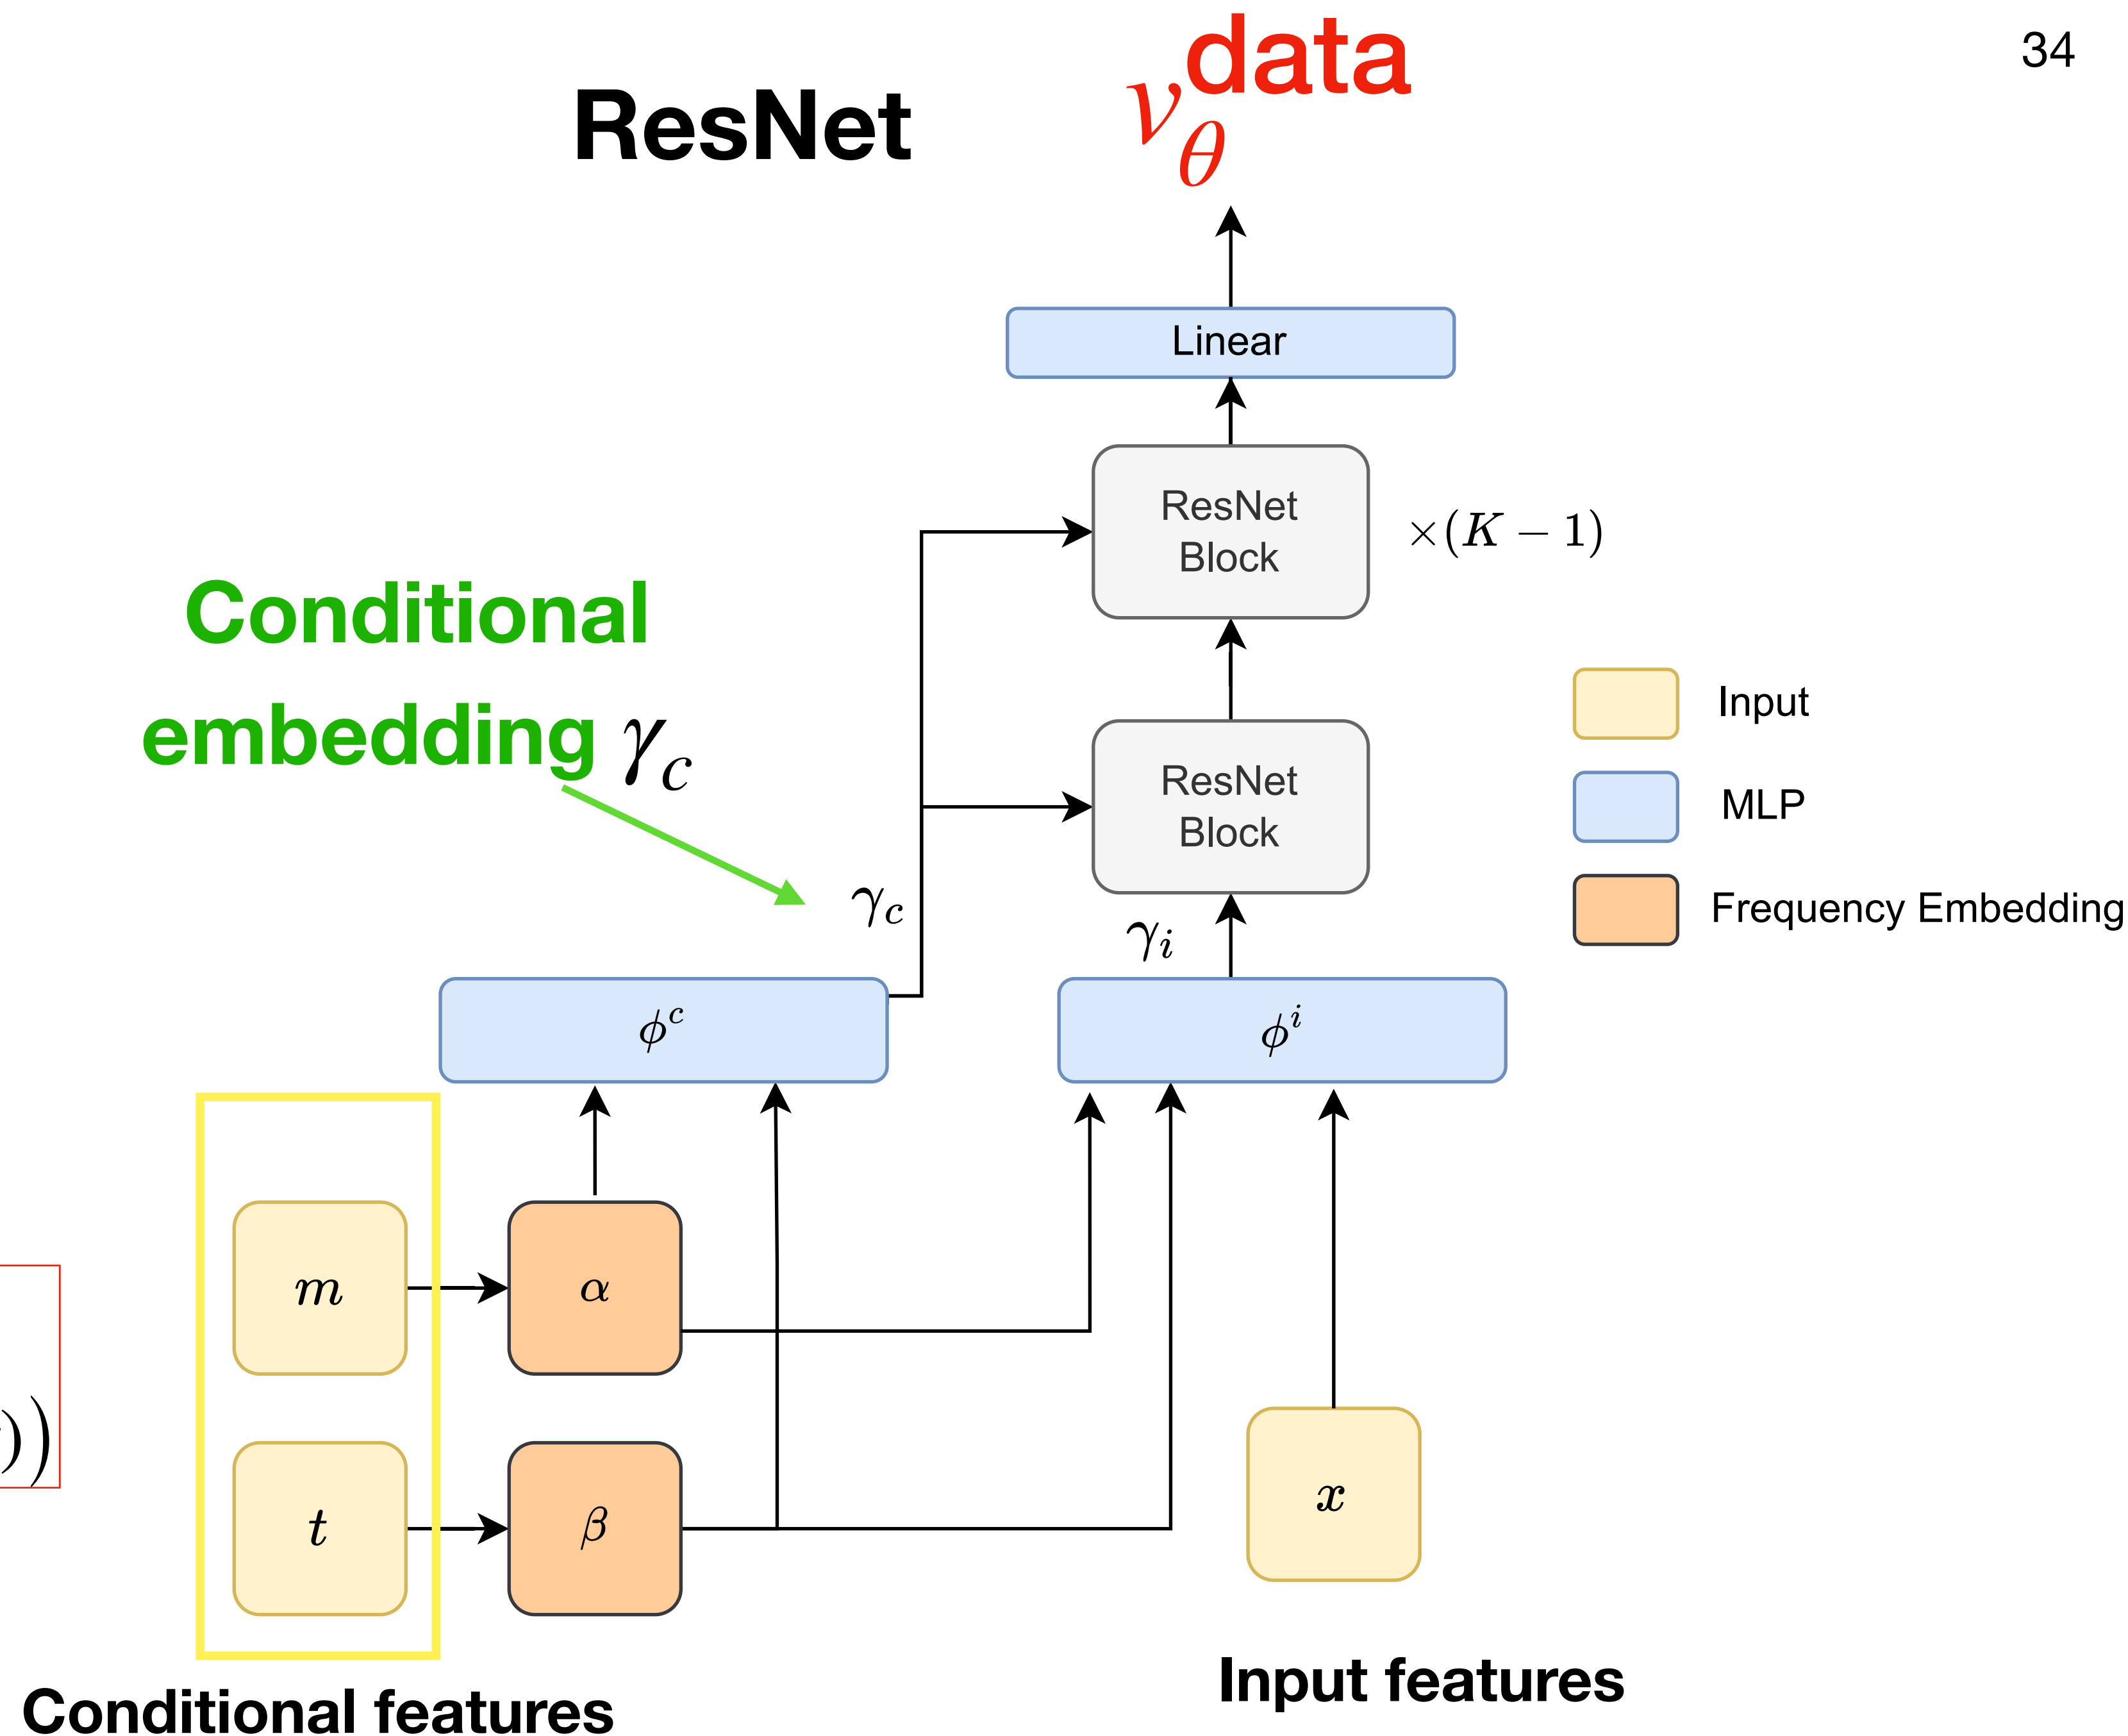 34
ResNet
ν_θ^data
Linear
ResNet
Block
×(K − 1)
Conditional
embedding γ_c
ResNet
Block
Input
MLP
Frequency Embedding
γ_c
γ_i
ϕ^c
ϕ^i
m
α
))
t
β
x
Conditional features
Input features